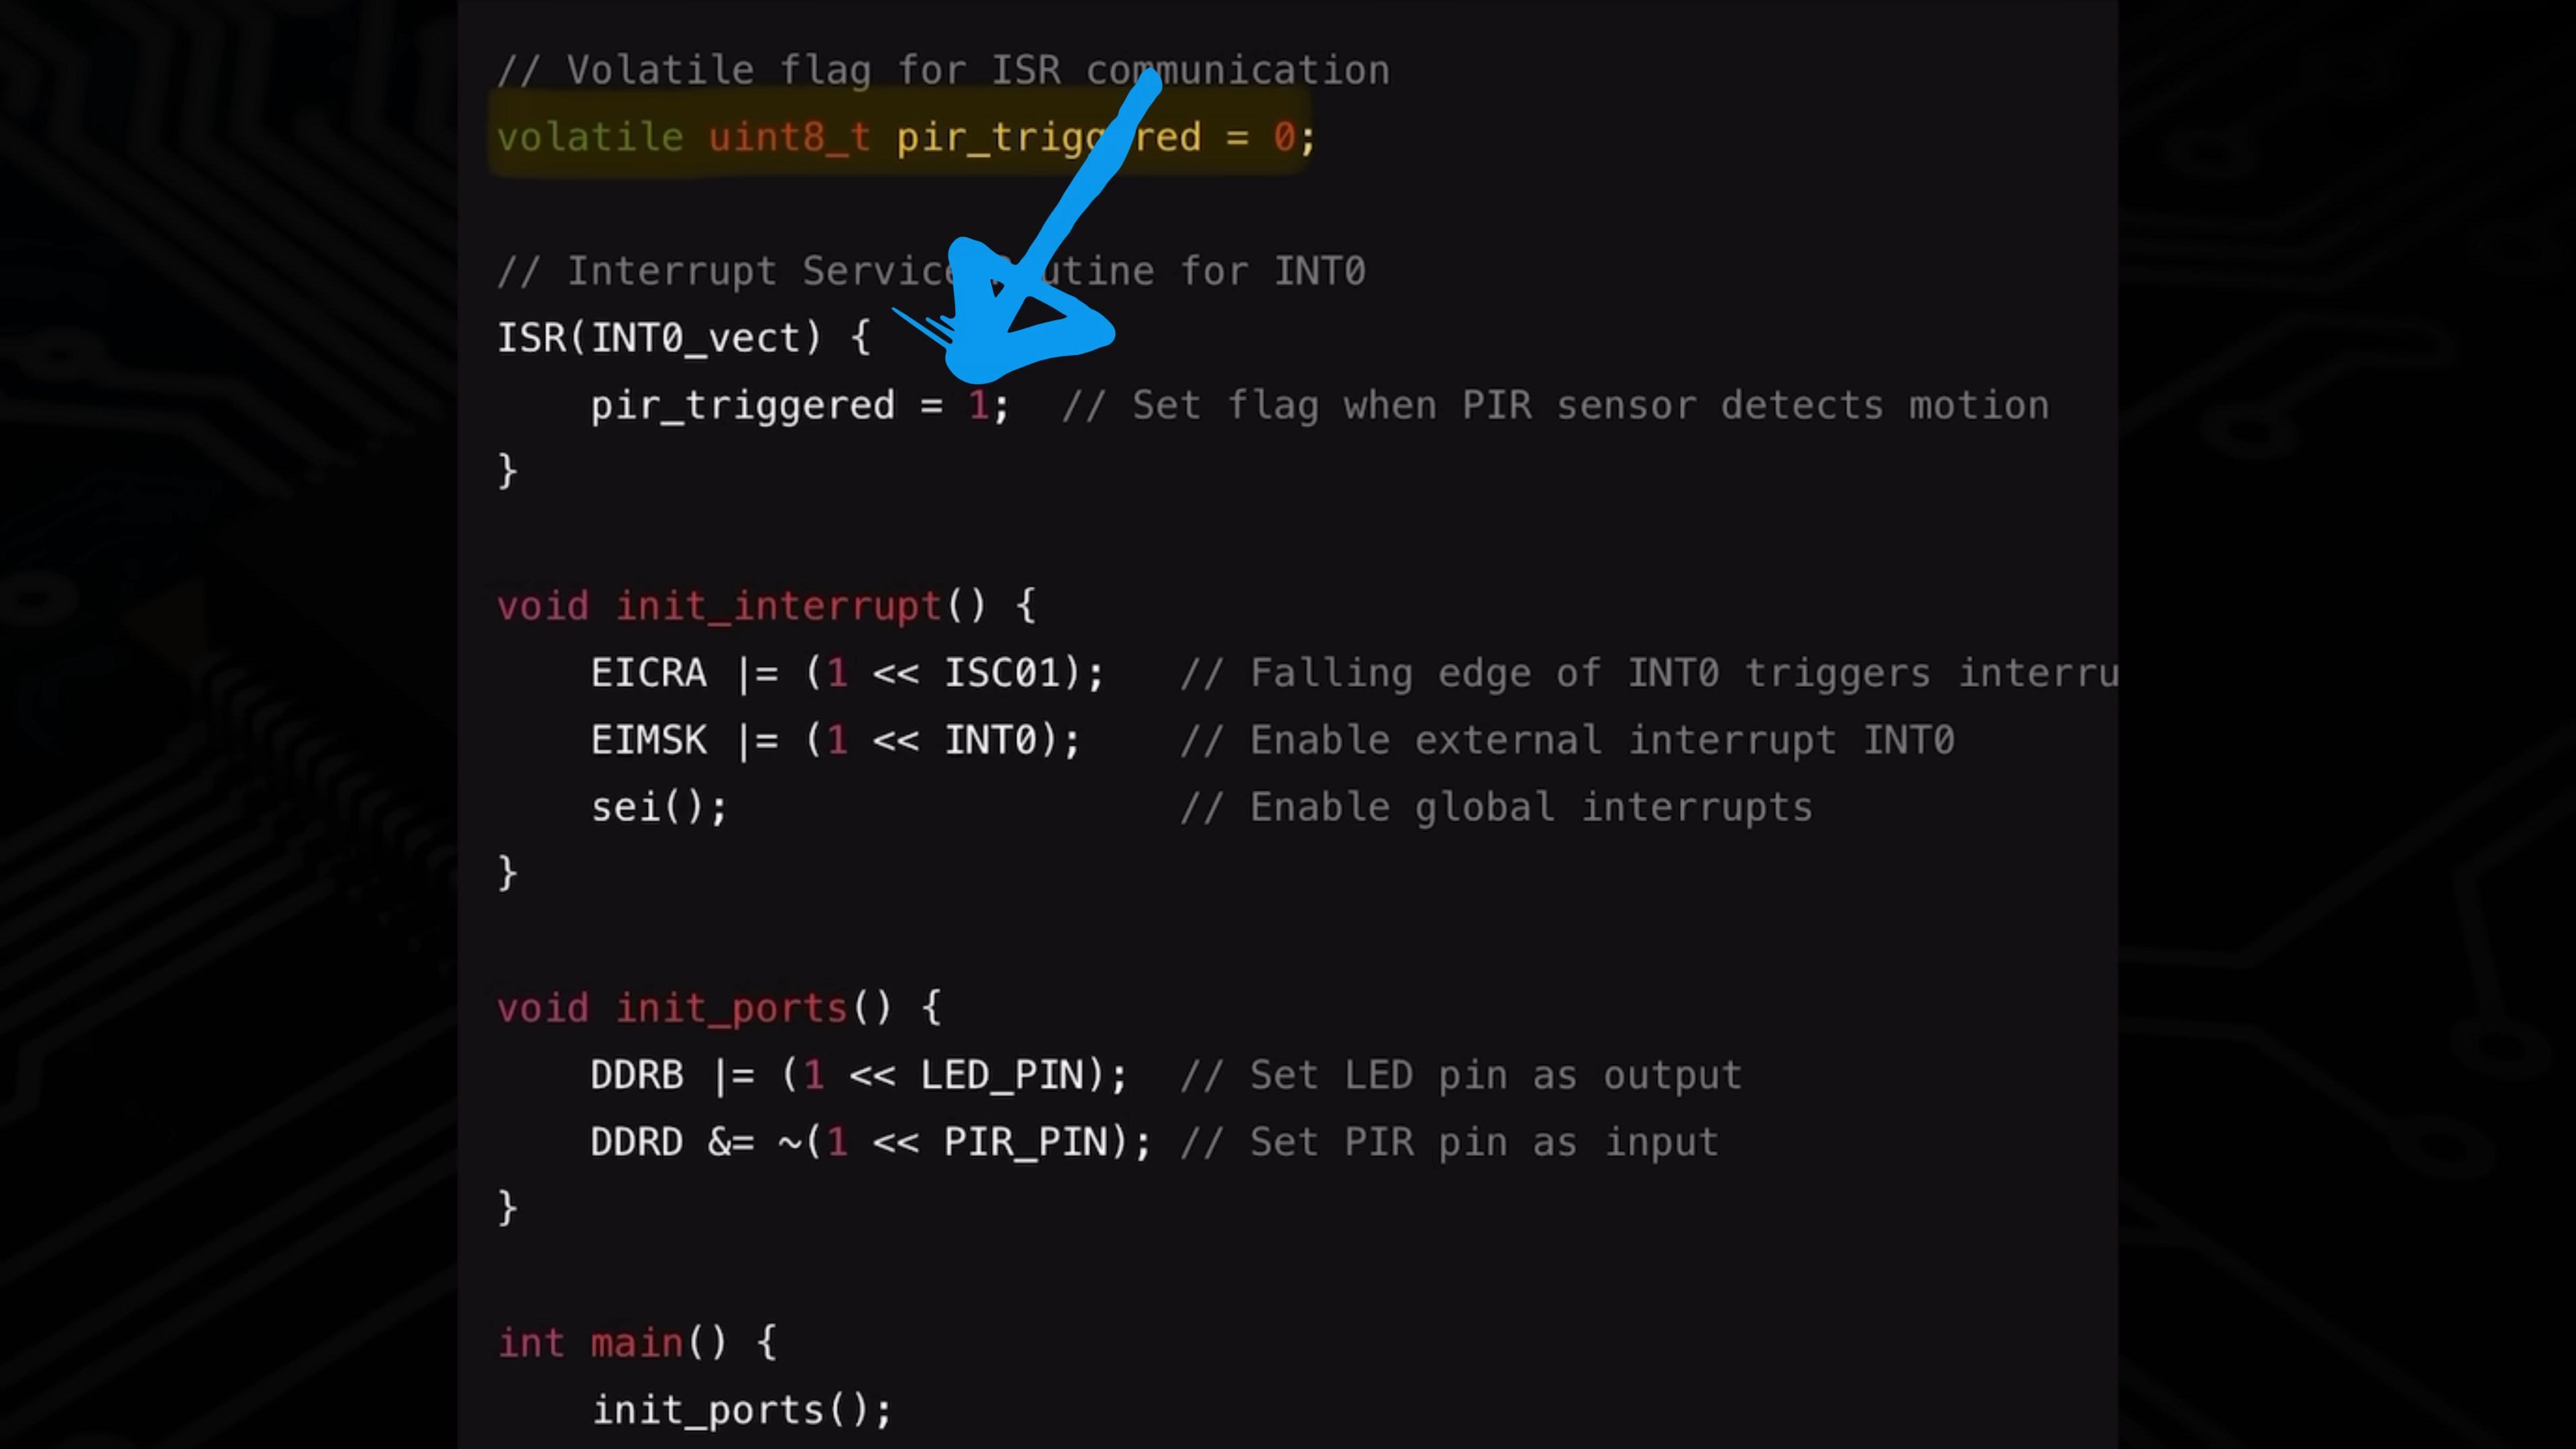 // Volatile flag for ISR communication
volatile uint8_t pir_triggered = 0;
// Interrupt Service Routine for INT0
ISR(INT0_vect) {
pir_triggered = 1;  // Set flag when PIR sensor detects motion
}
void init_interrupt() {
EICRA |= (1 << ISC01);   // Falling edge of INT0 triggers interru
EIMSK |= (1 << INT0);    // Enable external interrupt INT0
sei();                   // Enable global interrupts
}
void init_ports() {
DDRB |= (1 << LED_PIN);  // Set LED pin as output
DDRD &= ~(1 << PIR_PIN); // Set PIR pin as input
}
int main() {
init_ports();